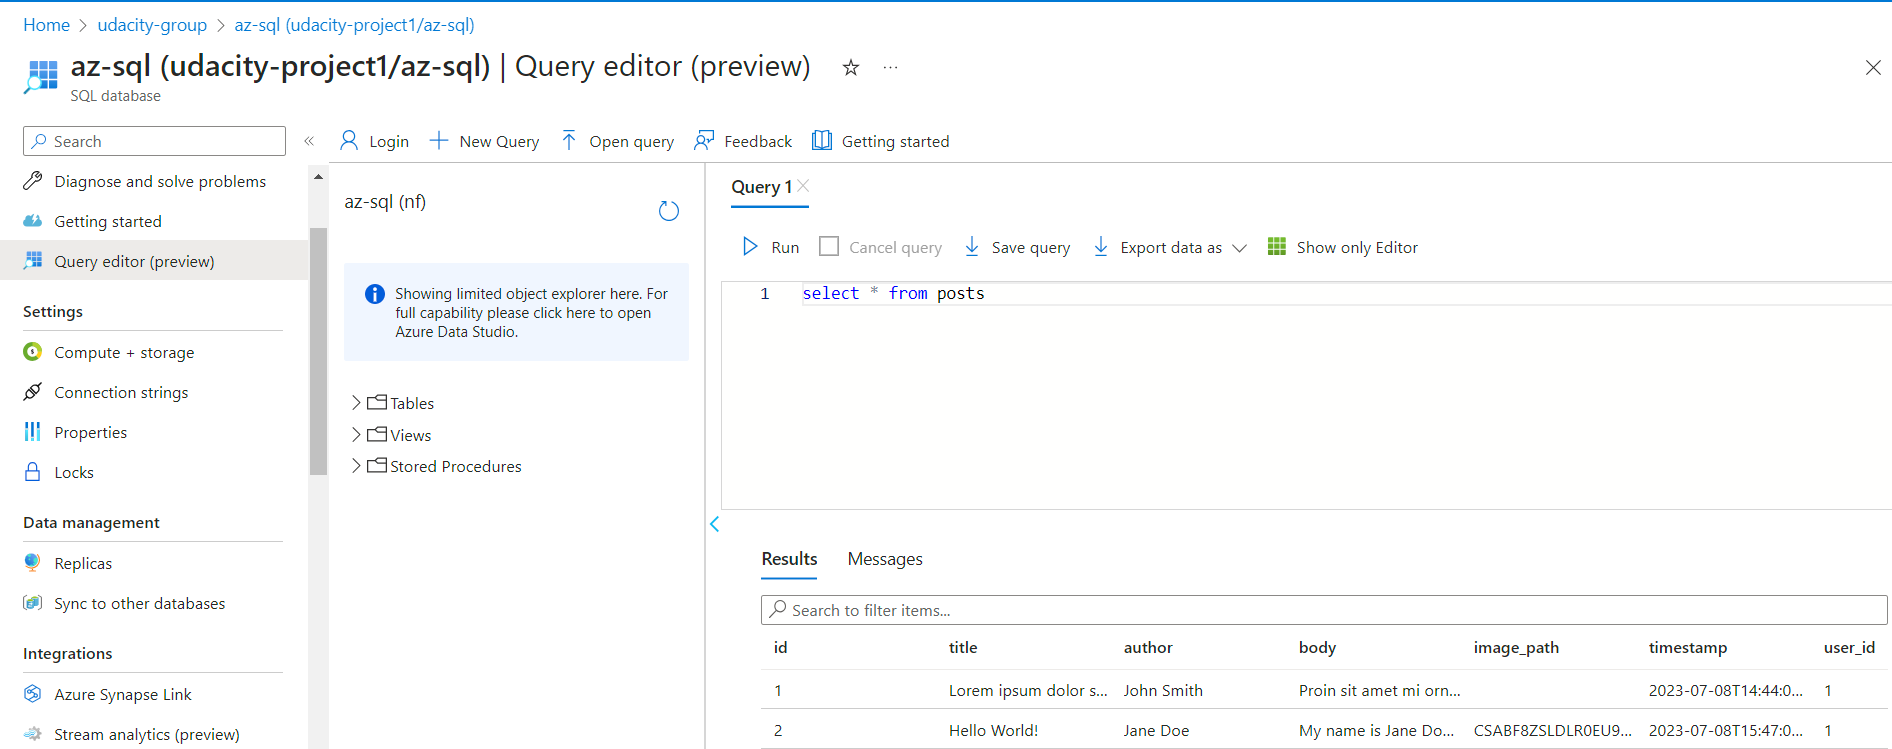 Home > udacity-group > az-sql (udacity-project1/az-sql)
az-sql (udacity-project1/az-sql) | Query editor (preview) ☆ ...
SQL database
Search
«
Diagnose and solve problems
Getting started
Query editor (preview)
Settings
Compute + storage
Connection strings
Properties
Locks
Data management
Replicas
Sync to other databases
Integrations
Azure Synapse Link
Stream analytics (preview)
Login New Query Open query Feedback Getting started
az-sql (nf)
Showing limited object explorer here. For
full capability please click here to open
Azure Data Studio.
Tables
Views
Stored Procedures
Query 1
Run Cancel query Save query Export data as Show only Editor
1 select * from posts
Results Messages
Search to filter items...
id title author body image_path timestamp user_id
1 Lorem ipsum dolor s... John Smith Proin sit amet mi orn... 2023-07-08T14:44:0... 1
2 Hello World! Jane Doe My name is Jane Do... CSABF8ZSLDLR0EU9... 2023-07-08T15:47:0... 1